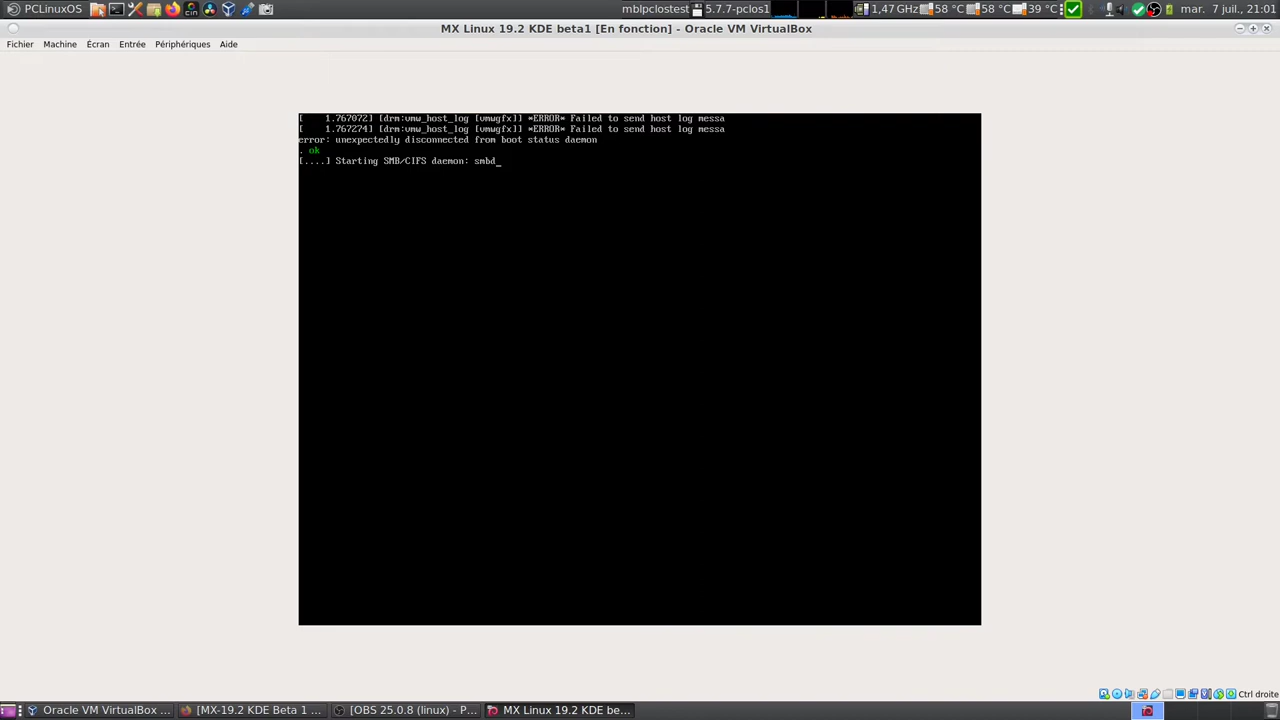 PCLinuxOS mblpclostest 5.7.7-pclos1 1,47 GHz 58 °C 58 °C 39 °C mar. 7 juil., 21:01
MX Linux 19.2 KDE beta1 [En fonction] - Oracle VM VirtualBox
Fichier Machine Écran Entrée Périphériques Aide
[    1.767072] [drm:vmw_host_log [vmwgfx]] *ERROR* Failed to send host log messa
[    1.767274] [drm:vmw_host_log [vmwgfx]] *ERROR* Failed to send host log messa
error: unexpectedly disconnected from boot status daemon
. ok
[....] Starting SMB/CIFS daemon: smbd_
Ctrl droite
Oracle VM VirtualBox ... [MX-19.2 KDE Beta 1 ... [OBS 25.0.8 (linux) - P... MX Linux 19.2 KDE be...